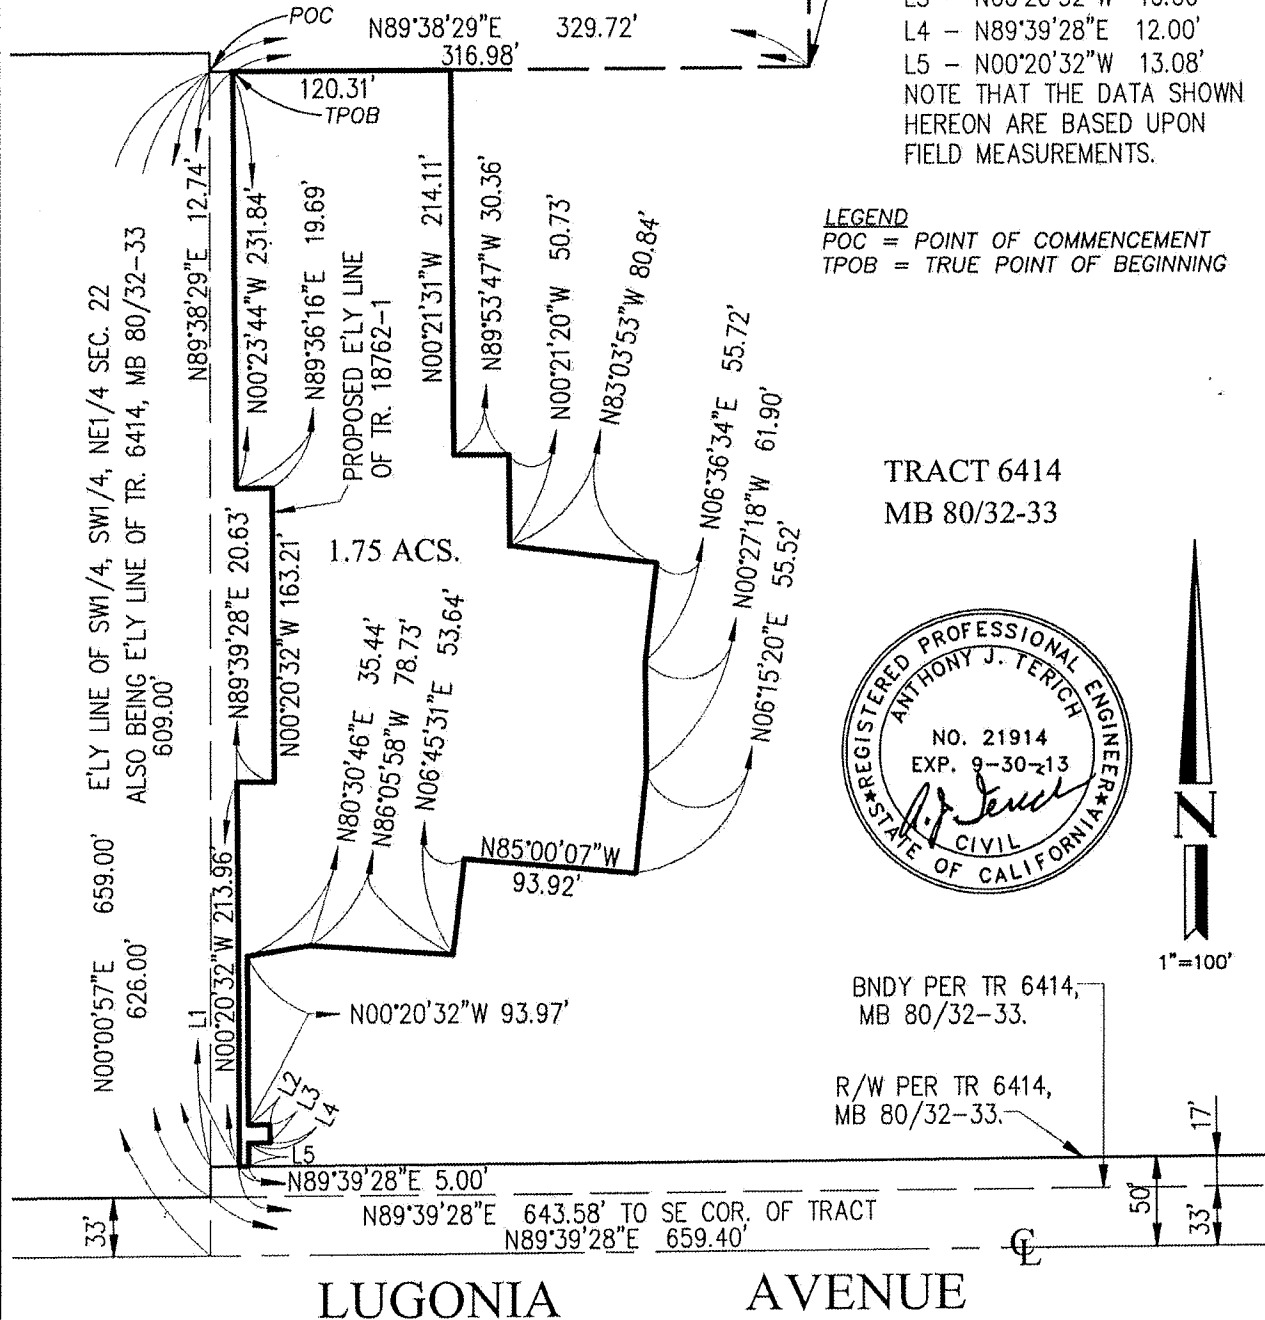 POC
N89°38'29"E 329.72'
316.98'
120.31'
TPOB
L4 - N89°39'28"E 12.00'
L5 - N00°20'32"W 13.08'
NOTE THAT THE DATA SHOWN
HEREON ARE BASED UPON
FIELD MEASUREMENTS.
LEGEND
POC = POINT OF COMMENCEMENT
TPOB = TRUE POINT OF BEGINNING
N89°38'29"E 12.74'
N00°23'44"W 231.84'
N89°36'16"E 19.69'
PROPOSED E'LY LINE
OF TR. 18762-1
N00°21'31"W 214.11'
N89°53'47"W 30.36'
N00°21'20"W 50.73'
N83°03'53"W 80.84'
N06°36'34"E 55.72'
N00°27'18"W 61.90'
N06°15'20"E 55.52'
E'LY LINE OF SW1/4, SW1/4, NE1/4 SEC. 22
ALSO BEING E'LY LINE OF TR. 6414, MB 80/32-33
609.00'
N00°00'57"E 659.00'
626.00'
N89°39'28"E 20.63'
N00°20'32"W 163.21'
1.75 ACS.
N80°30'46"E 35.44'
N86°05'58"W 78.73'
N06°45'31"E 53.64'
N85°00'07"W
93.92'
N00°20'32"W 213.96'
N00°20'32"W 93.97'
L1
L2
L3
L4
L5
TRACT 6414
MB 80/32-33
REGISTERED PROFESSIONAL ENGINEER
ANTHONY J. TERICH
NO. 21914
EXP. 9-30-13
CIVIL
STATE OF CALIFORNIA
N
1"=100'
BNDY PER TR 6414,
MB 80/32-33.
R/W PER TR 6414,
MB 80/32-33.
17'
50'
33'
33'
N89°39'28"E 5.00'
N89°39'28"E 643.58' TO SE COR. OF TRACT
N89°39'28"E 659.40'
CL
LUGONIA AVENUE